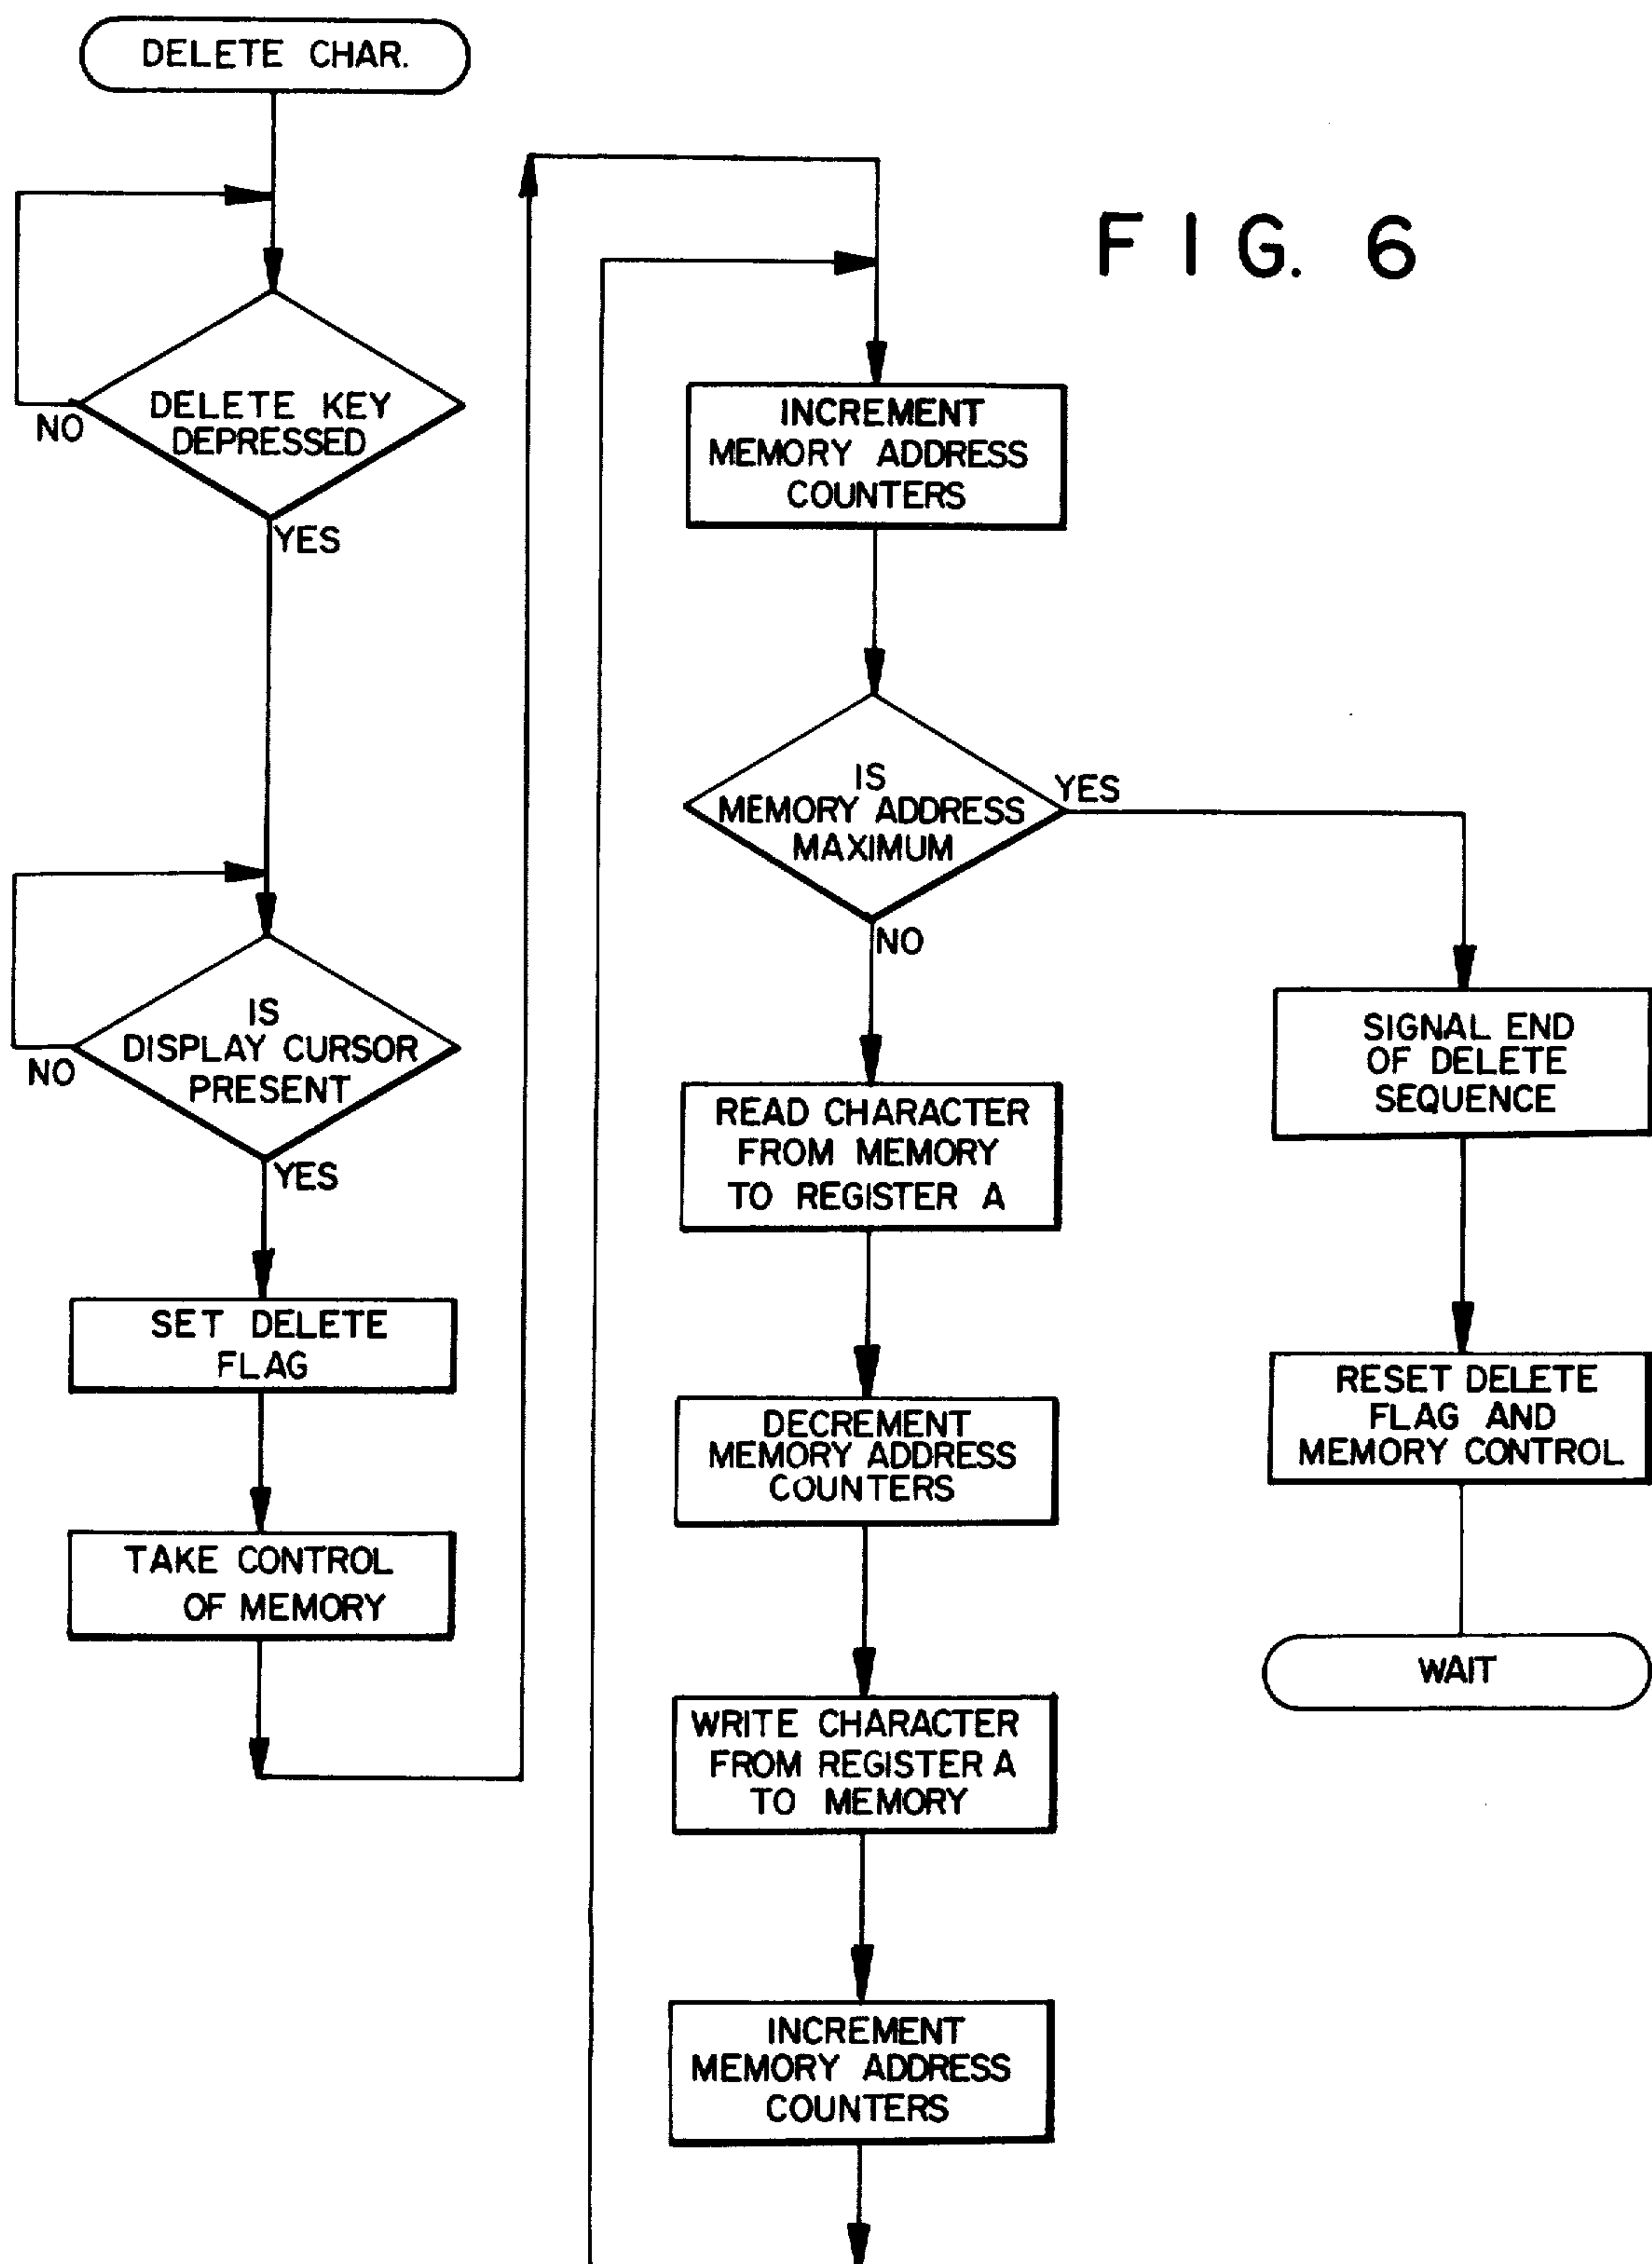 DELETE CHAR.
FIG. 6
NO
DELETE KEY
DEPRESSED
YES
IS
DISPLAY CURSOR
PRESENT
NO
YES
SET DELETE
FLAG
TAKE CONTROL
OF MEMORY
INCREMENT
MEMORY ADDRESS
COUNTERS
IS
MEMORY ADDRESS
MAXIMUM
YES
NO
READ CHARACTER
FROM MEMORY
TO REGISTER A
DECREMENT
MEMORY ADDRESS
COUNTERS
WRITE CHARACTER
FROM REGISTER A
TO MEMORY
INCREMENT
MEMORY ADDRESS
COUNTERS
SIGNAL END
OF DELETE
SEQUENCE
RESET DELETE
FLAG AND
MEMORY CONTROL
WAIT